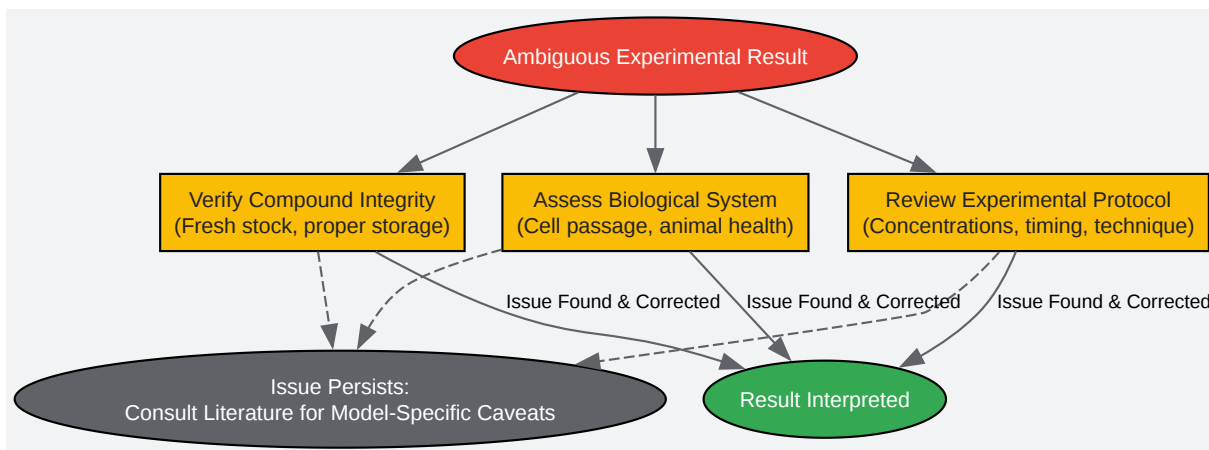 Ambiguous Experimental Result
Verify Compound Integrity
(Fresh stock, proper storage)
Assess Biological System
(Cell passage, animal health)
Review Experimental Protocol
(Concentrations, timing, technique)
Issue Found & Corrected
Issue Found & Corrected
Issue Found & Corrected
Issue Persists:
Consult Literature for Model-Specific Caveats
Result Interpreted